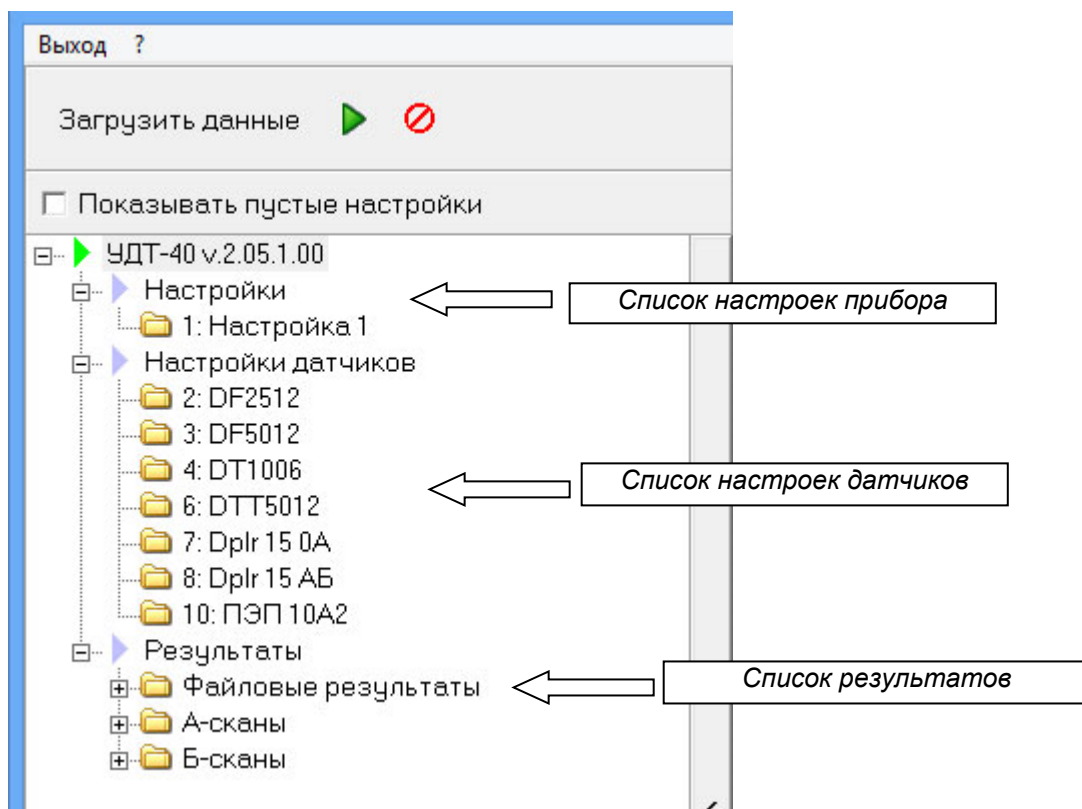 Выход ?
Загрузить данные
Показывать пустые настройки
УДТ-40 v.2.05.1.00
Настройки
Список настроек прибора
1: Настройка 1
Настройки датчиков
2: DF2512
3: DF5012
4: DT1006
Список настроек датчиков
6: DTT5012
7: Dplr 15 0А
8: Dplr 15 АБ
10: ПЭП 10А2
Результаты
Файловые результаты
Список результатов
А-сканы
Б-сканы